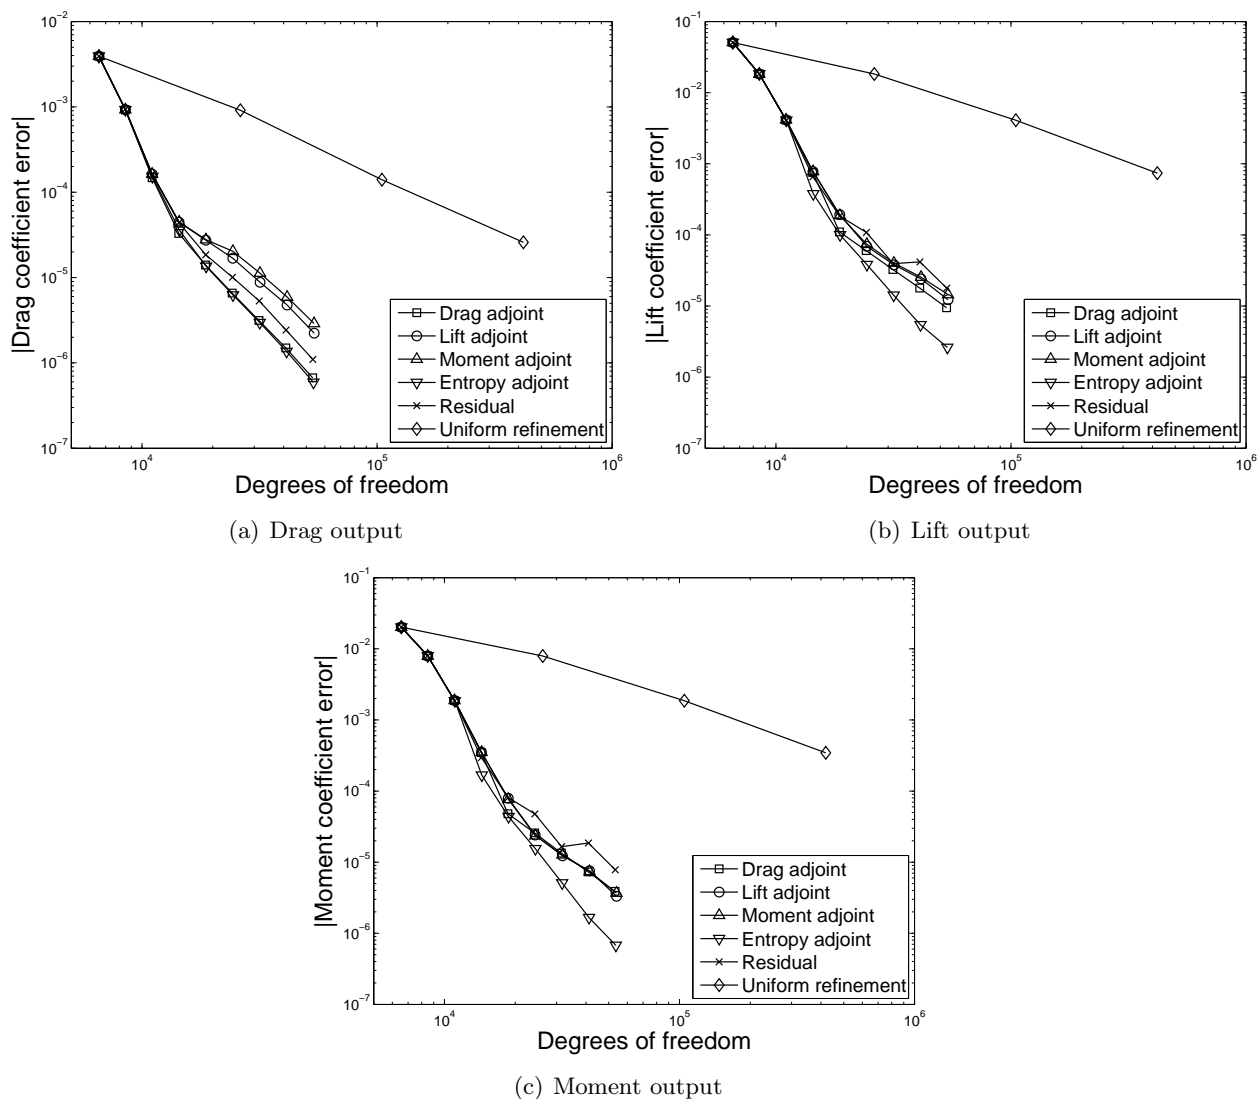 10^−2
10^−3
10^−4
10^−5
10^−6
10^−7
|Drag coefficient error|
Drag adjoint
Lift adjoint
Moment adjoint
Entropy adjoint
Residual
Uniform refinement
10^4
10^5
10^6
Degrees of freedom
(a) Drag output
10^−1
10^−2
10^−3
10^−4
10^−5
10^−6
10^−7
|Lift coefficient error|
Drag adjoint
Lift adjoint
Moment adjoint
Entropy adjoint
Residual
Uniform refinement
10^4
10^5
10^6
Degrees of freedom
(b) Lift output
10^−1
10^−2
10^−3
10^−4
10^−5
10^−6
10^−7
|Moment coefficient error|
Drag adjoint
Lift adjoint
Moment adjoint
Entropy adjoint
Residual
Uniform refinement
10^4
10^5
10^6
Degrees of freedom
(c) Moment output